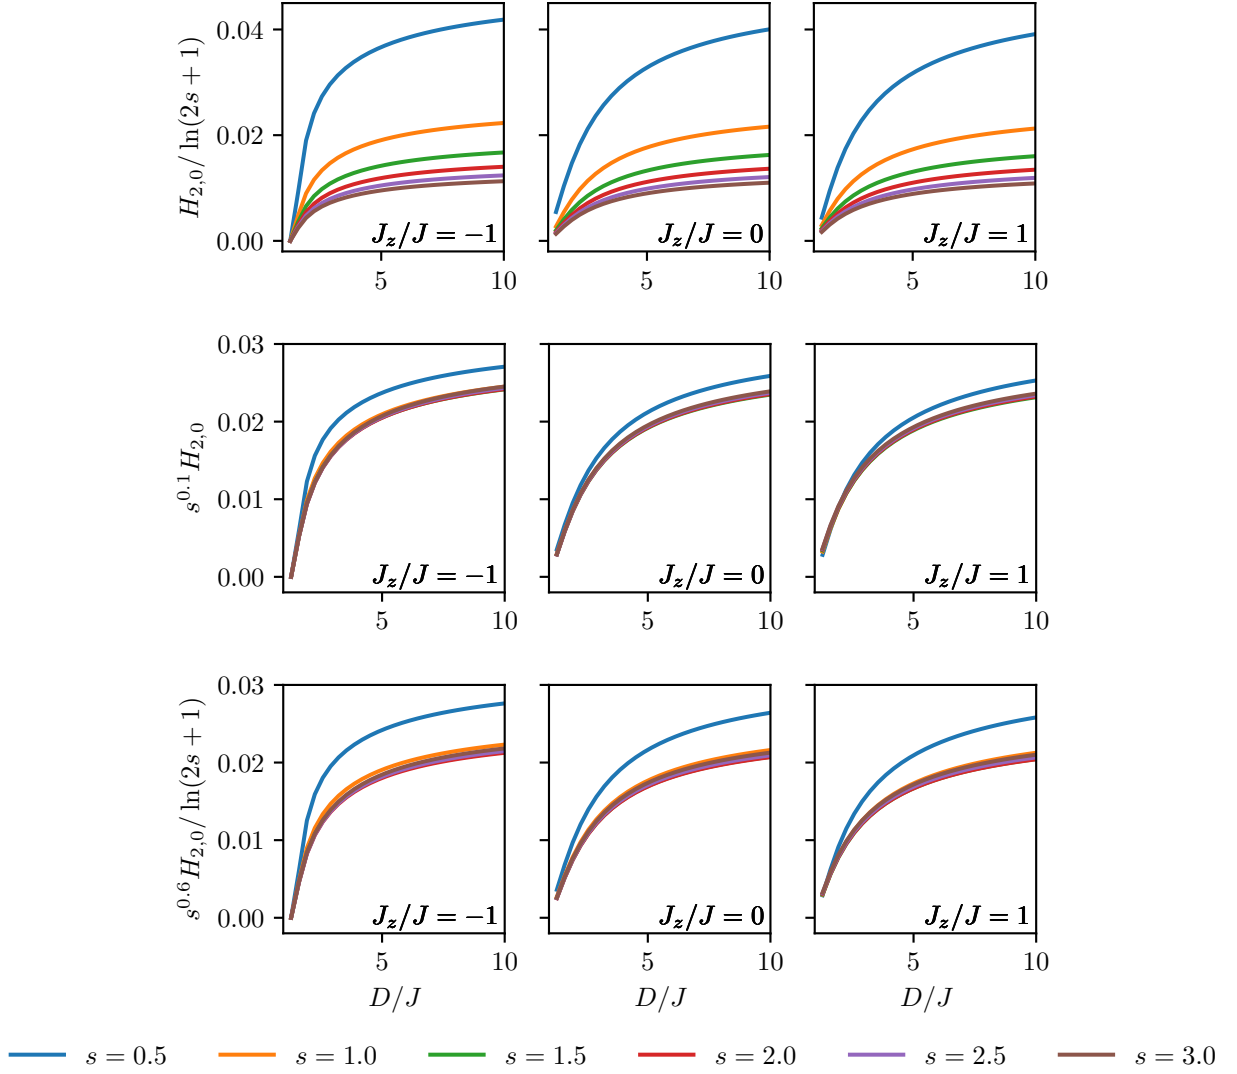 H_{2,0}/ ln(2s + 1)
0.04
0.02
0.00
J_z/J = −1
J_z/J = 0
J_z/J = 1
5 10 5 10 5 10
s^{0.1}H_{2,0}
0.03
0.02
0.01
0.00
J_z/J = −1
J_z/J = 0
J_z/J = 1
5 10 5 10 5 10
s^{0.6}H_{2,0}/ ln(2s + 1)
0.03
0.02
0.01
0.00
J_z/J = −1
J_z/J = 0
J_z/J = 1
5 10 5 10 5 10
D/J D/J D/J
s = 0.5 s = 1.0 s = 1.5 s = 2.0 s = 2.5 s = 3.0